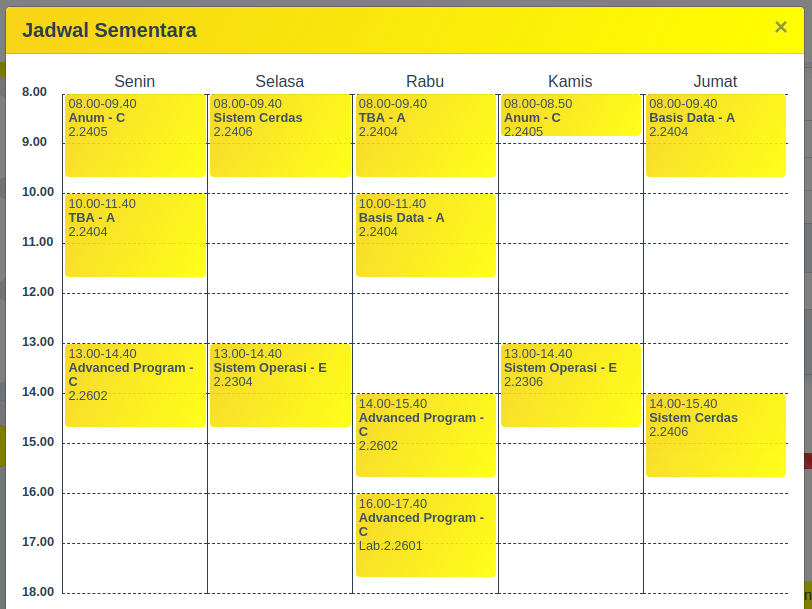 Jadwal Sementara
×
Senin Selasa Rabu Kamis Jumat
8.00
08.00-09.40
Anum - C
2.2405
08.00-09.40
Sistem Cerdas
2.2406
08.00-09.40
TBA - A
2.2404
08.00-08.50
Anum - C
2.2405
08.00-09.40
Basis Data - A
2.2404
9.00
10.00
10.00-11.40
TBA - A
2.2404
10.00-11.40
Basis Data - A
2.2404
11.00
12.00
13.00
13.00-14.40
Advanced Program -
C
2.2602
13.00-14.40
Sistem Operasi - E
2.2304
13.00-14.40
Sistem Operasi - E
2.2306
14.00
14.00-15.40
Advanced Program -
C
2.2602
14.00-15.40
Sistem Cerdas
2.2406
15.00
16.00
16.00-17.40
Advanced Program -
C
Lab.2.2601
17.00
18.00